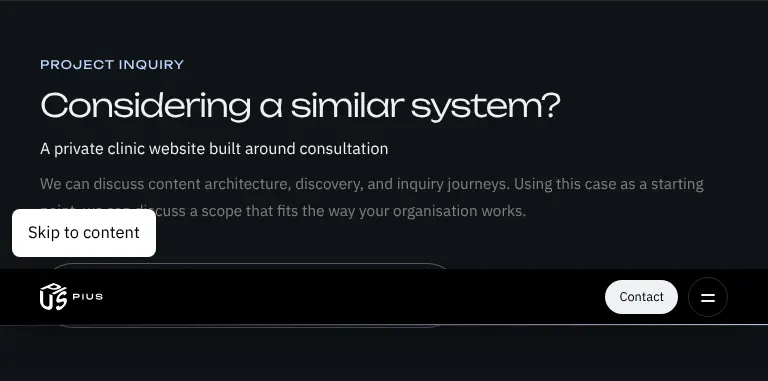 PROJECT INQUIRY
Considering a similar system?
A private clinic website built around consultation
We can discuss content architecture, discovery, and inquiry journeys. Using this case as a starting
discuss a scope that fits the way your organisation works.
Skip to content
US PIUS
Contact